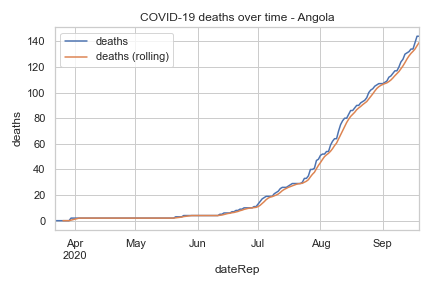 COVID-19 deaths over time - Angola
deaths
deaths (rolling)
140
120
100
80
60
40
20
0
deaths
Apr May Jun Jul Aug Sep
2020
dateRep